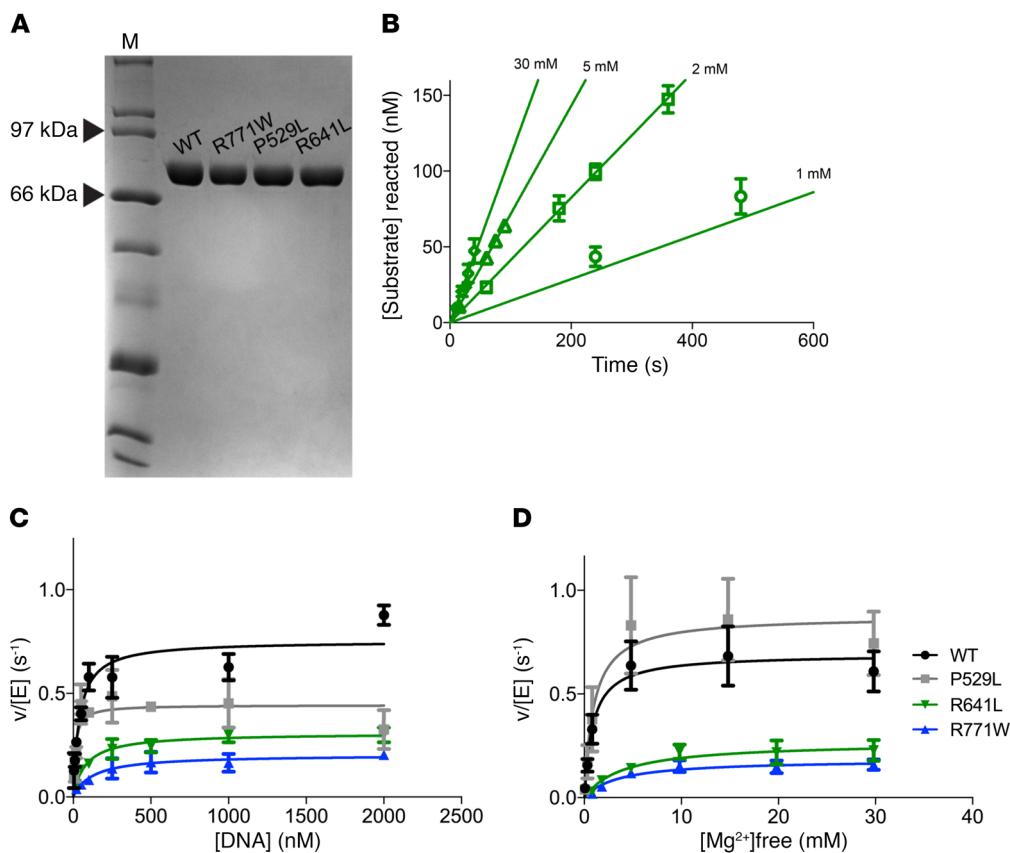 A
M
97 kDa
66 kDa
WT
R771W
P529L
R641L
B
30 mM
5 mM
2 mM
1 mM
[Substrate] reacted (nM)
150
100
50
0
0 200 400 600
Time (s)
C
v/[E] (s⁻¹)
1.0
0.5
0.0
0 500 1000 1500 2000 2500
[DNA] (nM)
D
v/[E] (s⁻¹)
1.0
0.5
0.0
0 10 20 30 40
[Mg²⁺]free (mM)
WT
P529L
R641L
R771W